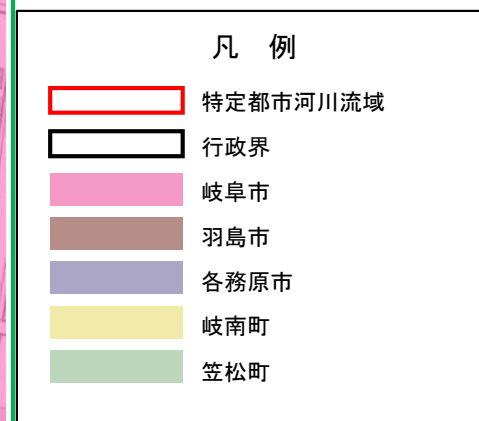 凡 例
特定都市河川流域
行政界
岐阜市
羽島市
各務原市
岐南町
笠松町